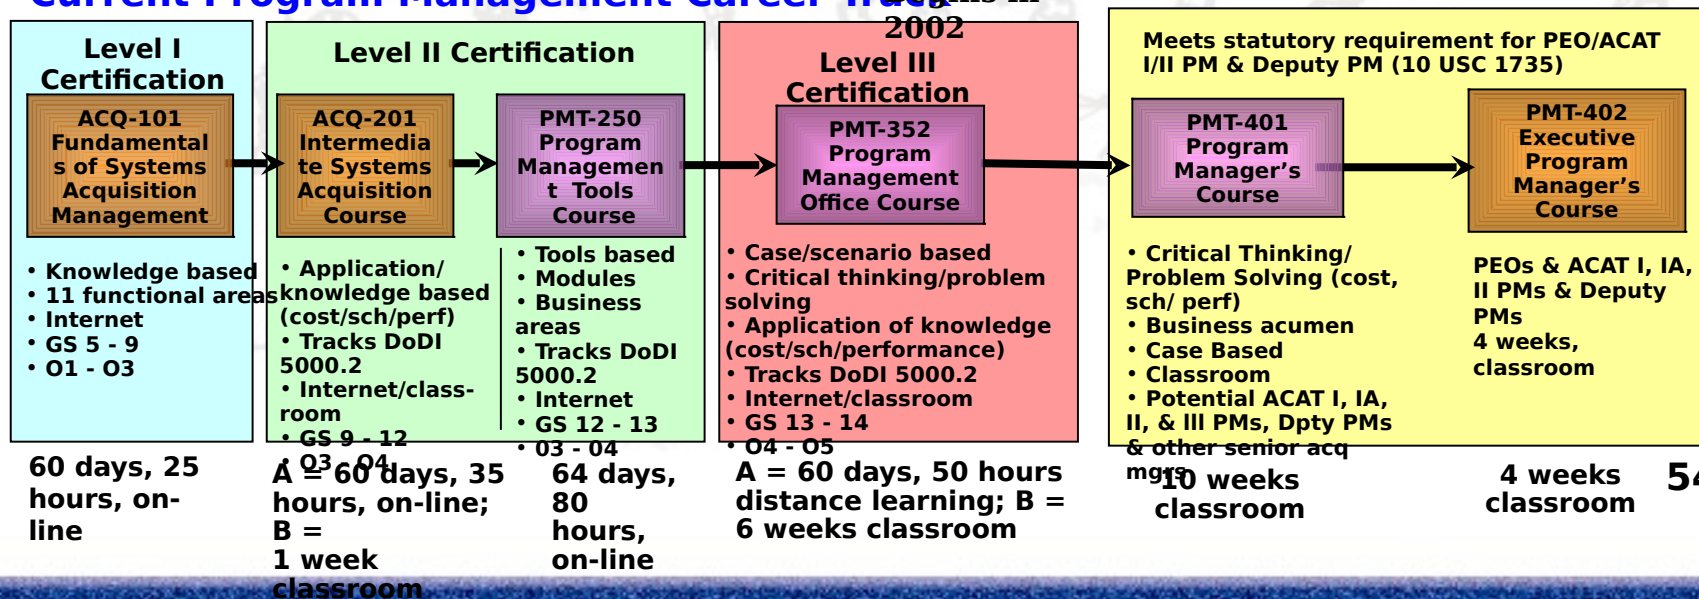 Current Program Management Career Track
2002
Level I
Certification
ACQ-101
Fundamental
s of Systems
Acquisition
Management
• Knowledge based
• 11 functional areas
• Internet
• GS 5 - 9
• O1 - O3
60 days, 25
hours, on-
line
Level II Certification
ACQ-201
Intermedia
te Systems
Acquisition
Course
• Application/
knowledge based
(cost/sch/perf)
• Tracks DoDI
5000.2
• Internet/class-
room
• GS 9 - 12
• O3 - O4
A = 60 days, 35
hours, on-line;
B =
1 week
classroom
PMT-250
Program
Managemen
t Tools
Course
• Tools based
• Modules
• Business
areas
• Tracks DoDI
5000.2
• Internet
• GS 12 - 13
• 03 - 04
64 days,
80
hours,
on-line
Level III
Certification
PMT-352
Program
Management
Office Course
• Case/scenario based
• Critical thinking/problem
solving
• Application of knowledge
(cost/sch/performance)
• Tracks DoDI 5000.2
• Internet/classroom
• GS 13 - 14
• O4 - O5
A = 60 days, 50 hours
distance learning; B =
6 weeks classroom
Meets statutory requirement for PEO/ACAT
I/II PM & Deputy PM (10 USC 1735)
PMT-401
Program
Manager’s
Course
• Critical Thinking/
Problem Solving (cost,
sch/ perf)
• Business acumen
• Case Based
• Classroom
• Potential ACAT I, IA,
II, & lll PMs, Dpty PMs
& other senior acq
mgrs
10 weeks
classroom
PMT-402
Executive
Program
Manager’s
Course
PEOs & ACAT I, IA,
II PMs & Deputy
PMs
4 weeks,
classroom
4 weeks
classroom
54